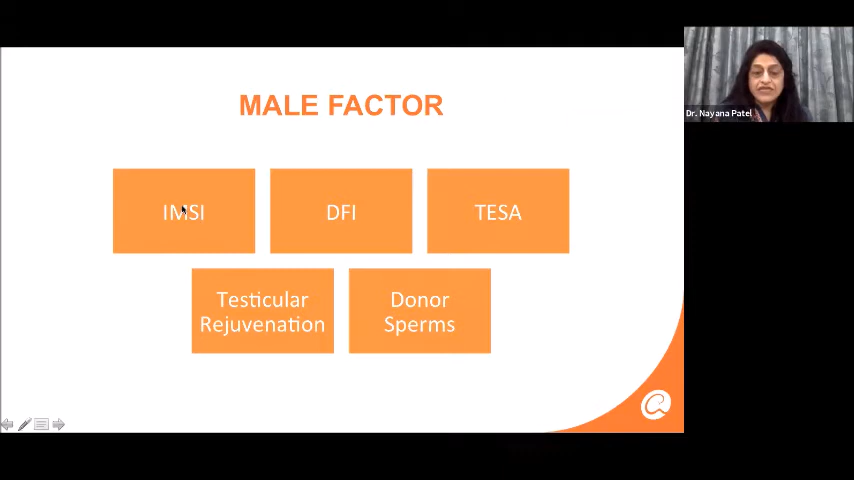 MALE FACTOR
IMSI
DFI
TESA
Testicular
Rejuvenation
Donor
Sperms
Dr. Nayana Patel